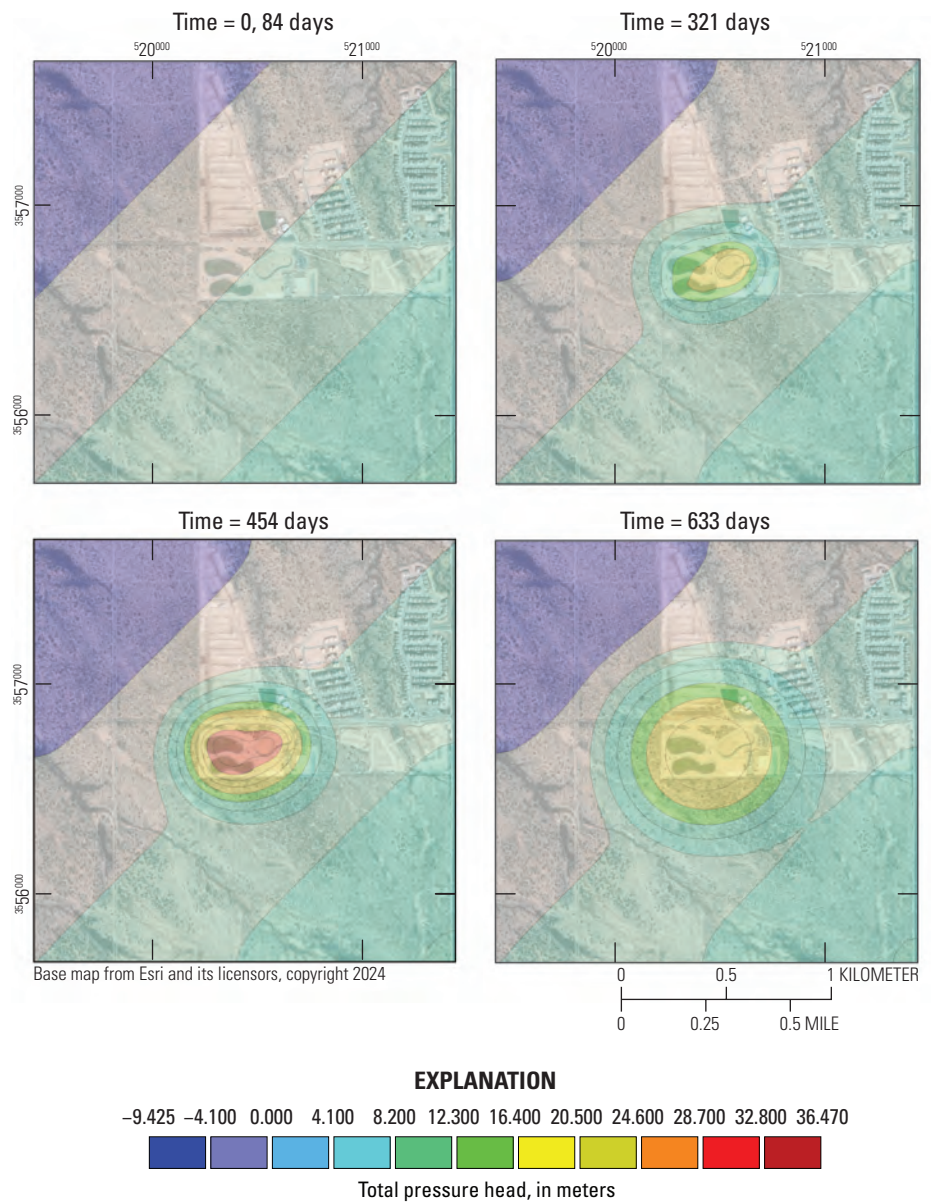 Time = 0, 84 days
Time = 321 days
520000 521000
520000 521000
3557000
3556000
Time = 454 days
Time = 633 days
3557000
3556000
Base map from Esri and its licensors, copyright 2024
0 0.5 1 KILOMETER
0 0.25 0.5 MILE
EXPLANATION
−9.425 −4.100 0.000 4.100 8.200 12.300 16.400 20.500 24.600 28.700 32.800 36.470
Total pressure head, in meters